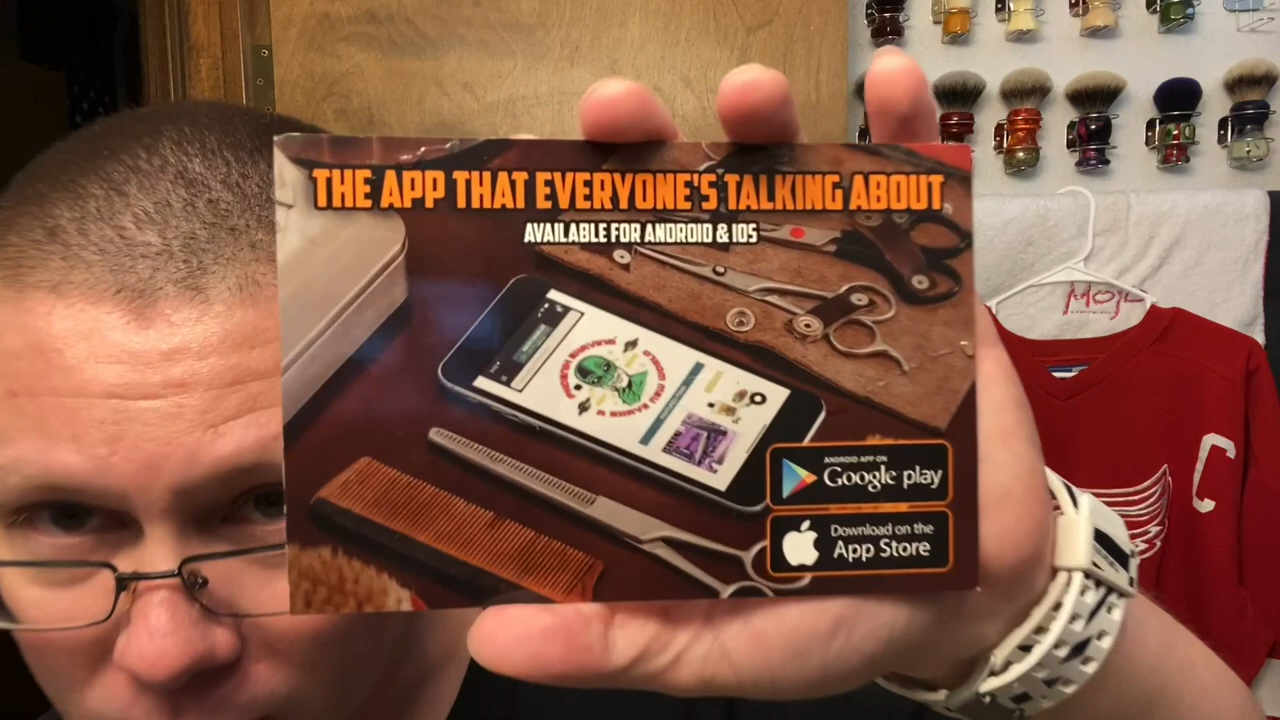 THE APP THAT EVERYONE'S TALKING ABOUT
AVAILABLE FOR ANDROID & IOS
ANDROID APP ON
Google play
Download on the
App Store
C